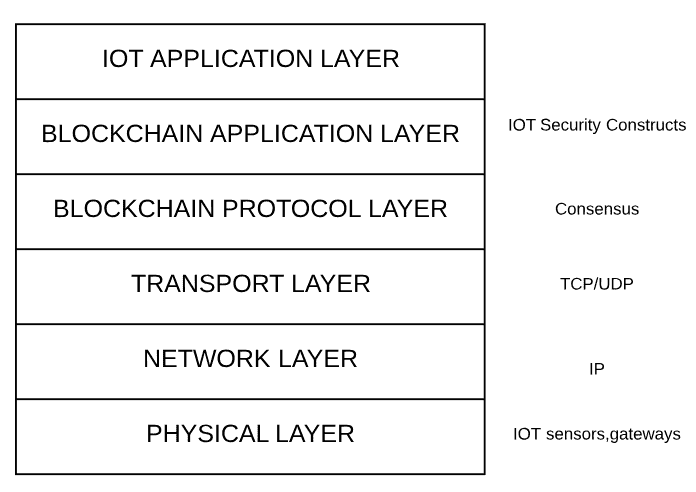 IOT APPLICATION LAYER
BLOCKCHAIN APPLICATION LAYER
IOT Security Constructs
BLOCKCHAIN PROTOCOL LAYER
Consensus
TRANSPORT LAYER
TCP/UDP
NETWORK LAYER
IP
PHYSICAL LAYER
IOT sensors,gateways